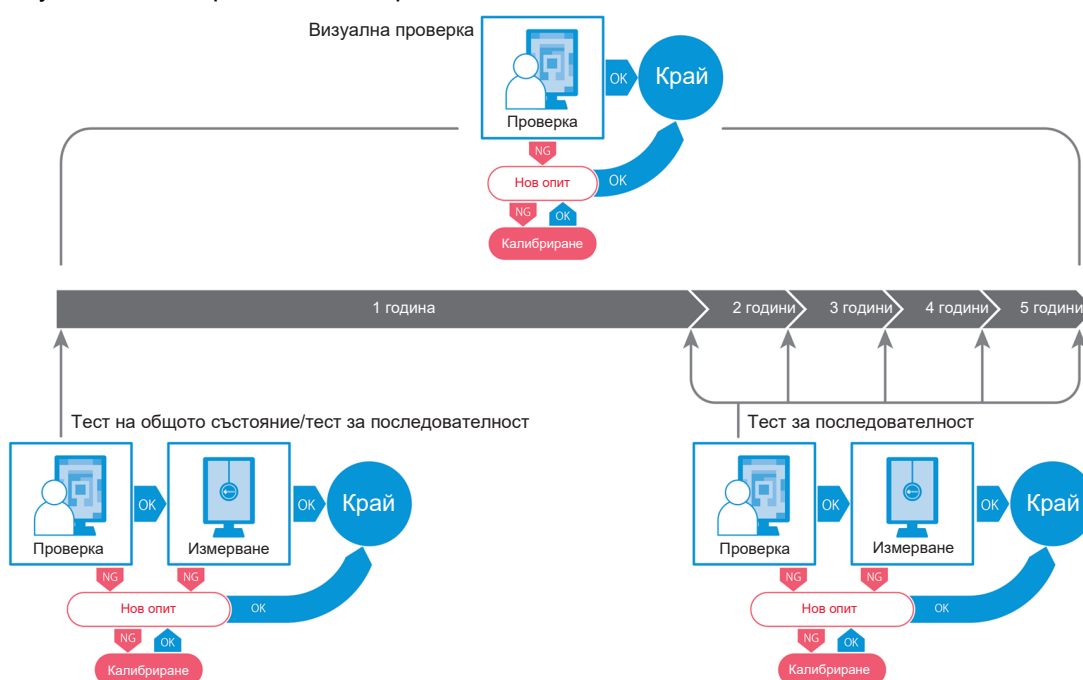 Визуална проверка
Проверка
OK
Край
NG
Нов опит
OK
NG
OK
Калибриране
1 година
2 години
3 години
4 години
5 години
Тест на общото състояние/тест за последователност
Проверка
OK
Измерване
OK
Край
NG
NG
Нов опит
OK
NG
OK
Калибриране
Тест за последователност
Проверка
OK
Измерване
OK
Край
NG
NG
Нов опит
OK
NG
OK
Калибриране